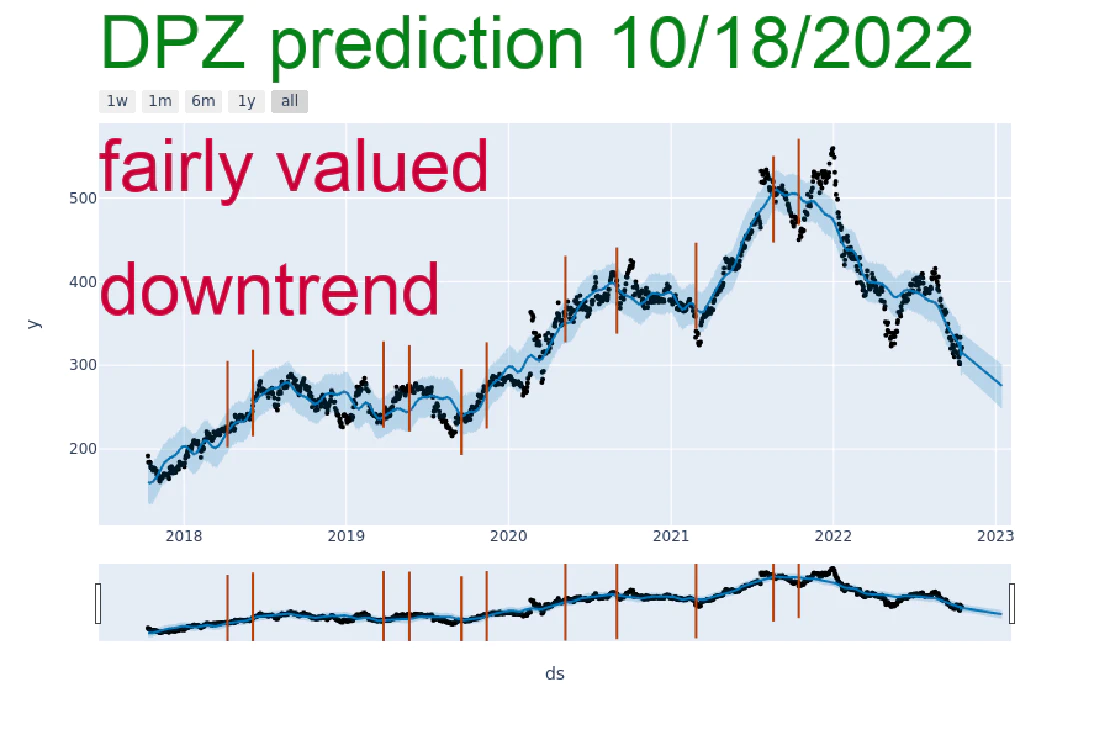 DPZ prediction 10/18/2022
1w 1m 6m 1y all
fairly valued
500
downtrend
400
y
300
200
2018 2019 2020 2021 2022 2023
ds